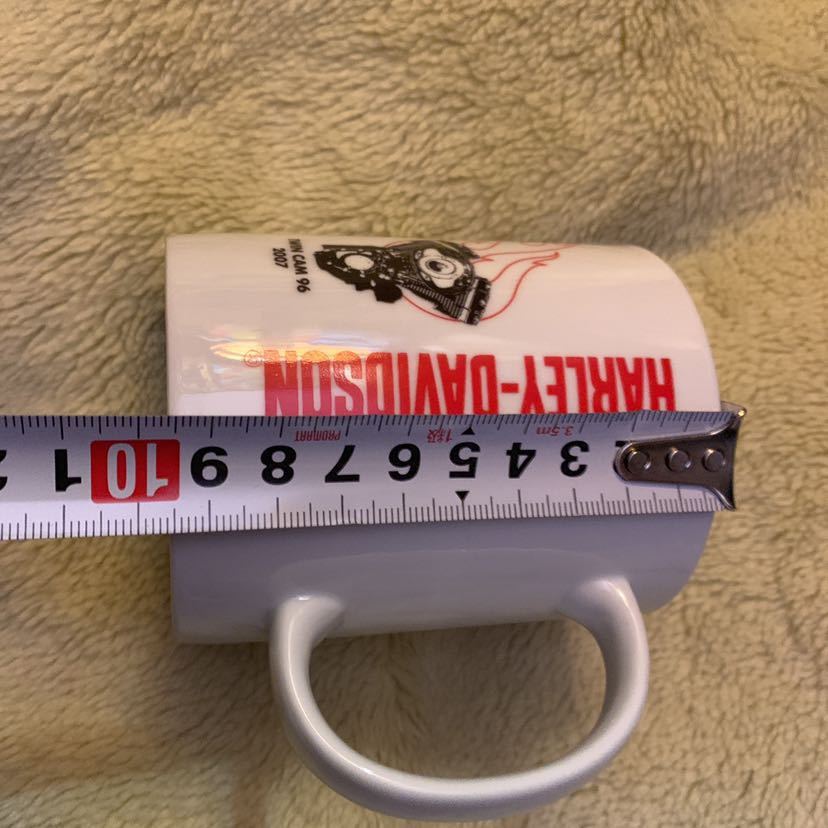 HARLEY-DAVIDSON®
TWIN CAM 96
2007
3 4 5 6 7 8 9 10 1
3.5m
1級
PROMART